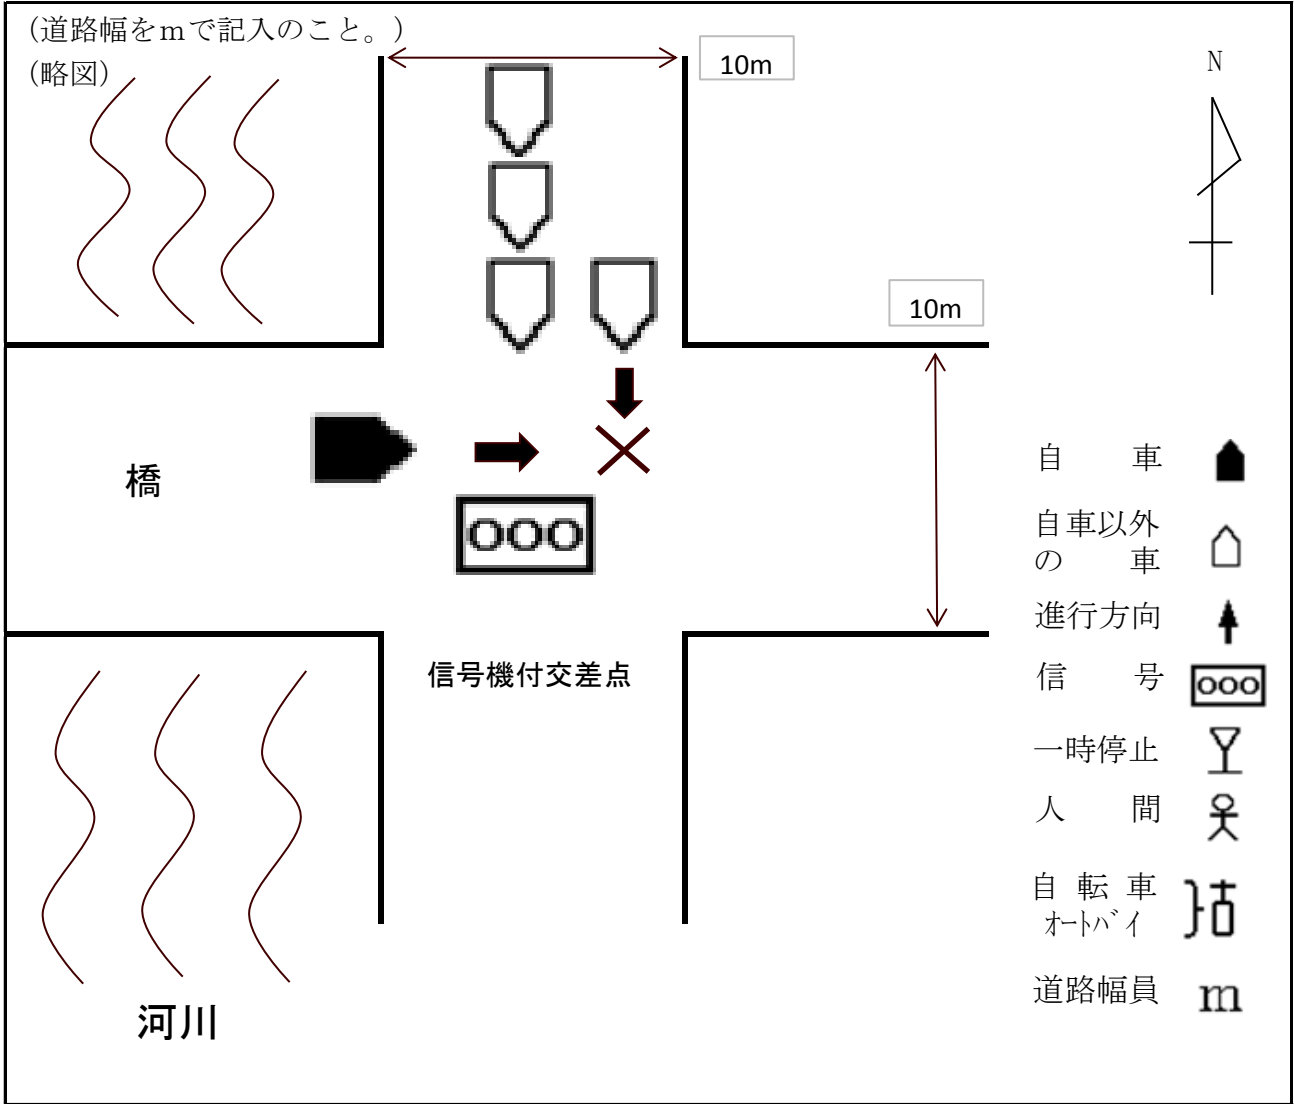 (道路幅をmで記入のこと。)
(略図)
10m
N
10m
橋
信号機付交差点
河川
自　　車
自車以外
の　　車
進行方向
信　　号
一時停止
人　　間
自 転 車
ｵｰﾄﾊﾞｲ
道路幅員
m